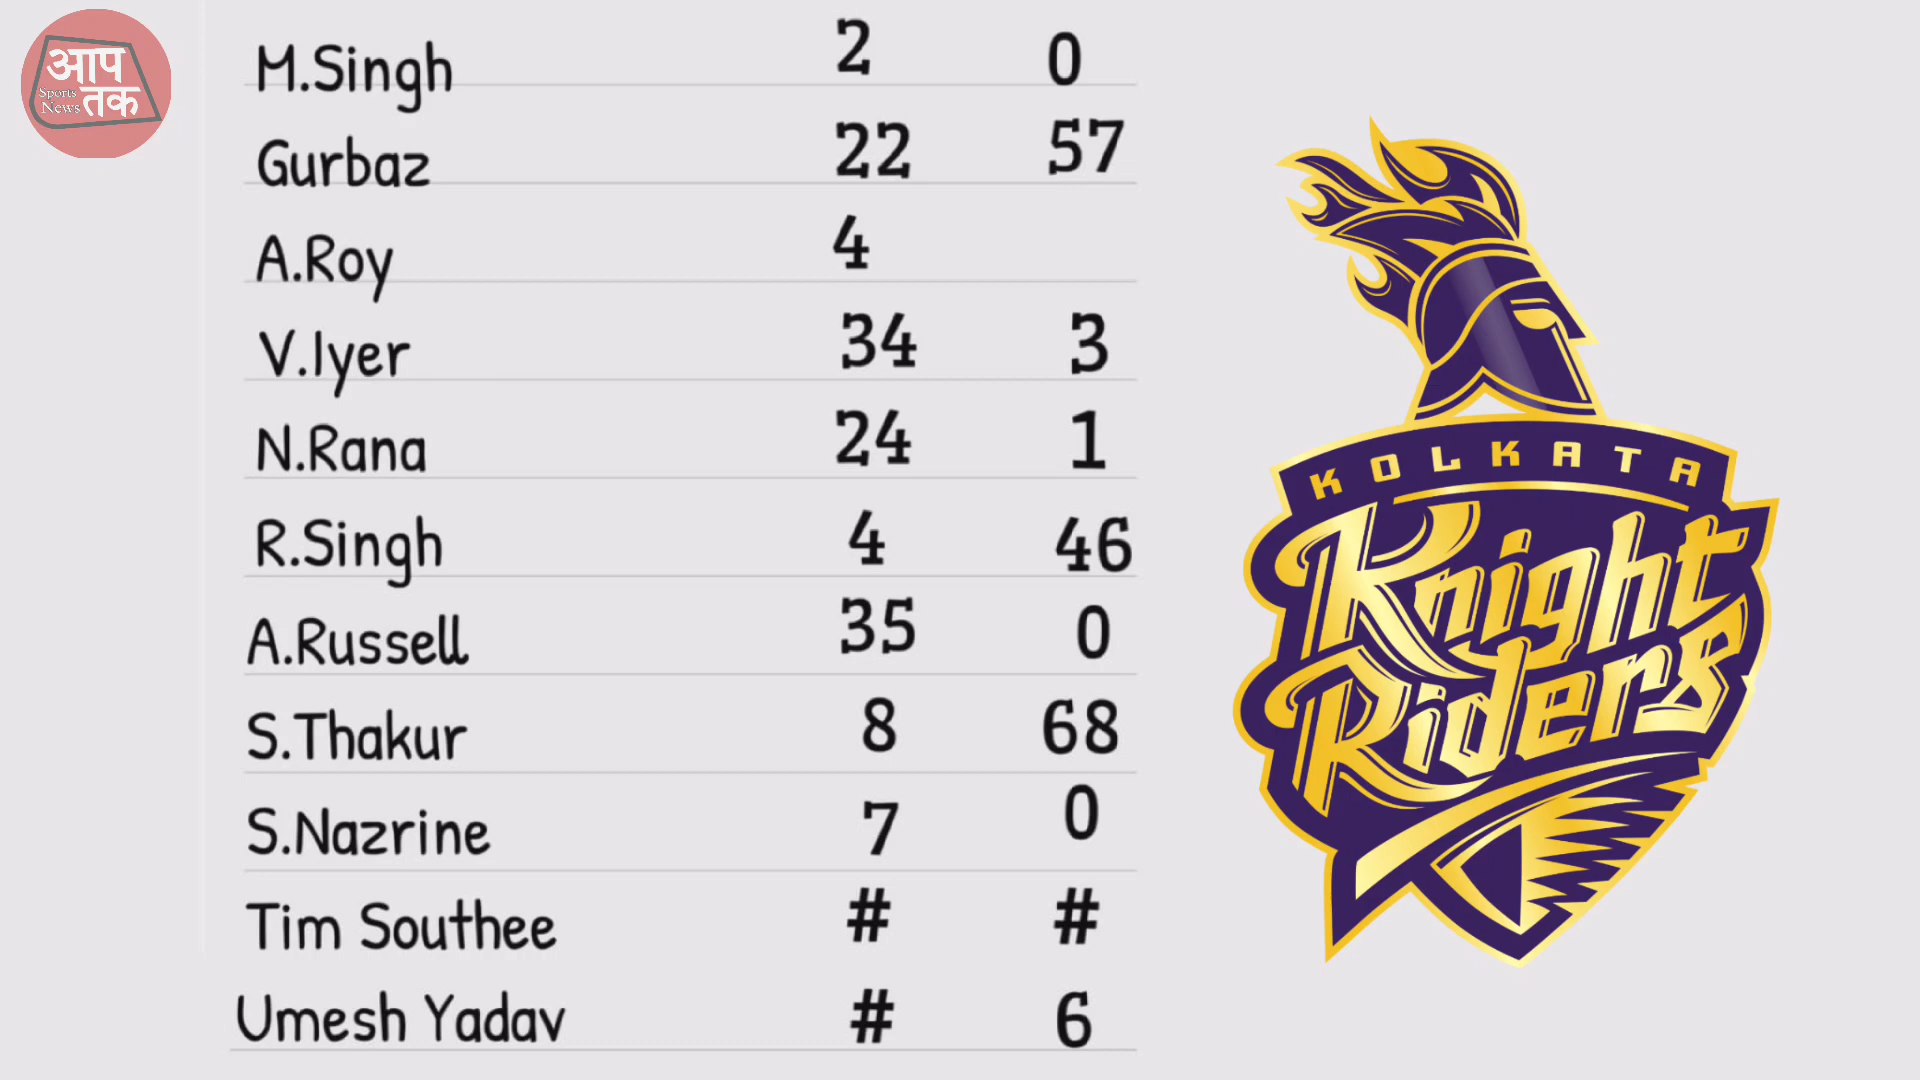 आप
Sports
News तक
M.Singh 2 0
Gurbaz 22 57
A.Roy 4
V.Iyer 34 3
N.Rana 24 1
R.Singh 4 46
A.Russell 35 0
S.Thakur 8 68
S.Nazrine 7 0
Tim Southee # #
Umesh Yadav # 6
KOLKATA
Knight
Riders